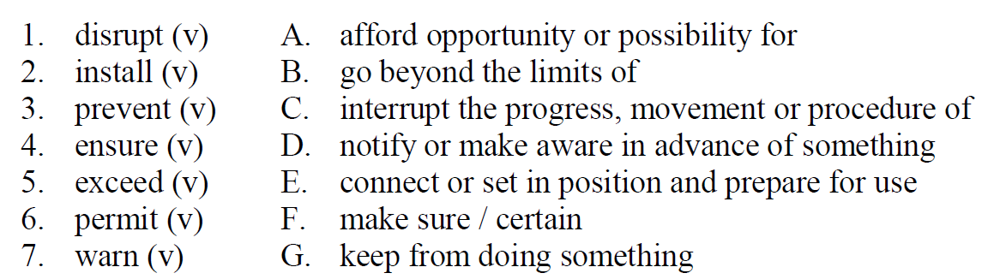 1. disrupt (v) A. afford opportunity or possibility for
2. install (v) B. go beyond the limits of
3. prevent (v) C. interrupt the progress, movement or procedure of
4. ensure (v) D. notify or make aware in advance of something
5. exceed (v) E. connect or set in position and prepare for use
6. permit (v) F. make sure / certain
7. warn (v) G. keep from doing something